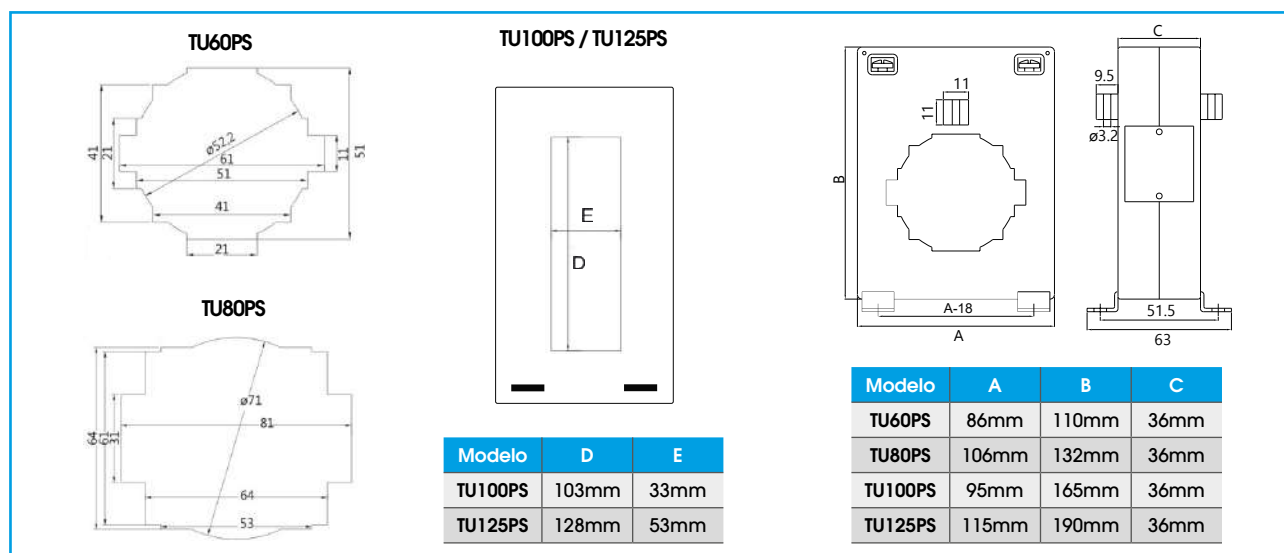 TU60PS
41
21
ø52.2
61
51
41
21
11
51
TU80PS
64
61
31
ø71
81
64
53
TU100PS / TU125PS
E
D
Modelo D E
TU100PS 103mm 33mm
TU125PS 128mm 53mm
B
11
11
A-18
A
C
9.5
ø3.2
51.5
63
Modelo A B C
TU60PS 86mm 110mm 36mm
TU80PS 106mm 132mm 36mm
TU100PS 95mm 165mm 36mm
TU125PS 115mm 190mm 36mm